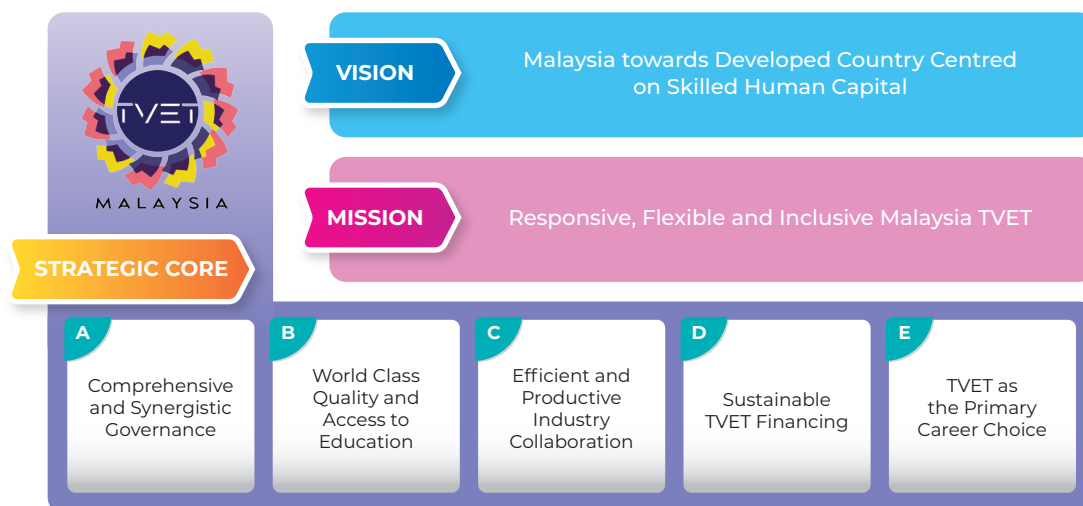 TVET
MALAYSIA
VISION
Malaysia towards Developed Country Centred
on Skilled Human Capital
MISSION
Responsive, Flexible and Inclusive Malaysia TVET
STRATEGIC CORE
A
Comprehensive
and Synergistic
Governance
B
World Class
Quality and
Access to
Education
C
Efficient and
Productive
Industry
Collaboration
D
Sustainable
TVET Financing
E
TVET as
the Primary
Career Choice